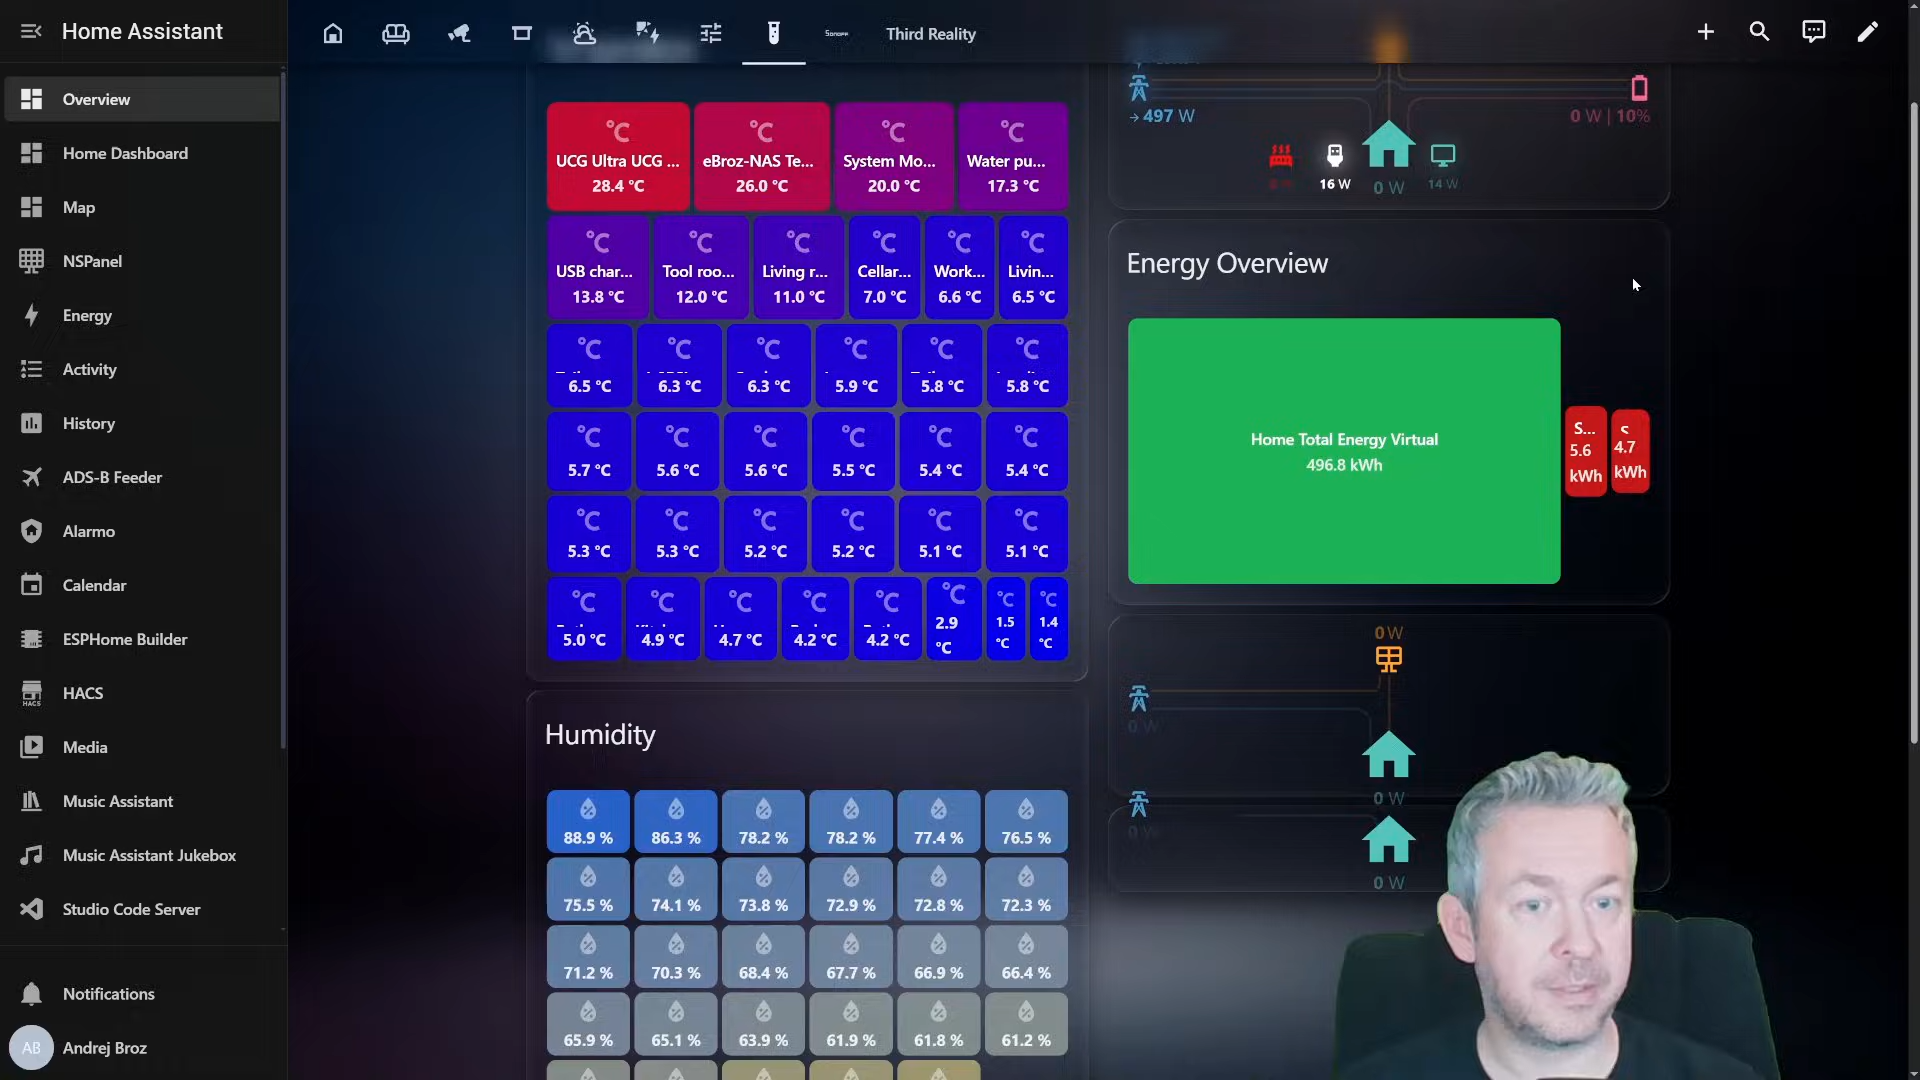 Home Assistant
Third Reality
Overview
Home Dashboard
Map
NSPanel
Energy
Activity
History
ADS-B Feeder
Alarmo
Calendar
ESPHome Builder
HACS
HACS
Media
Music Assistant
Music Assistant Jukebox
Studio Code Server
Notifications
AB
Andrej Broz
°C °C °C °C
UCG Ultra UCG ... eBroz-NAS Te... System Mo... Water pu...
28.4 °C 26.0 °C 20.0 °C 17.3 °C
°C °C °C °C °C °C
USB char... Tool roo... Living r... Cellar... Work... Livin...
13.8 °C 12.0 °C 11.0 °C 7.0 °C 6.6 °C 6.5 °C
°C °C °C °C °C °C
6.5 °C 6.3 °C 6.3 °C 5.9 °C 5.8 °C 5.8 °C
°C °C °C °C °C °C
5.7 °C 5.6 °C 5.6 °C 5.5 °C 5.4 °C 5.4 °C
°C °C °C °C °C °C
5.3 °C 5.3 °C 5.2 °C 5.2 °C 5.1 °C 5.1 °C
°C °C °C °C °C °C °C °C
5.0 °C 4.9 °C 4.7 °C 4.2 °C 4.2 °C 2.9 °C 1.5 °C 1.4 °C
Humidity
88.9 % 86.3 % 78.2 % 78.2 % 77.4 % 76.5 %
75.5 % 74.1 % 73.8 % 72.9 % 72.8 % 72.3 %
71.2 % 70.3 % 68.4 % 67.7 % 66.9 % 66.4 %
65.9 % 65.1 % 63.9 % 61.9 % 61.8 % 61.2 %
→ 497 W
0 W | 10%
16 W 0 W 14 W
Energy Overview
Home Total Energy Virtual
496.8 kWh
S...
5.6
kWh
S
4.7
kWh
0 W
0 W
0 W
0 W
0 W